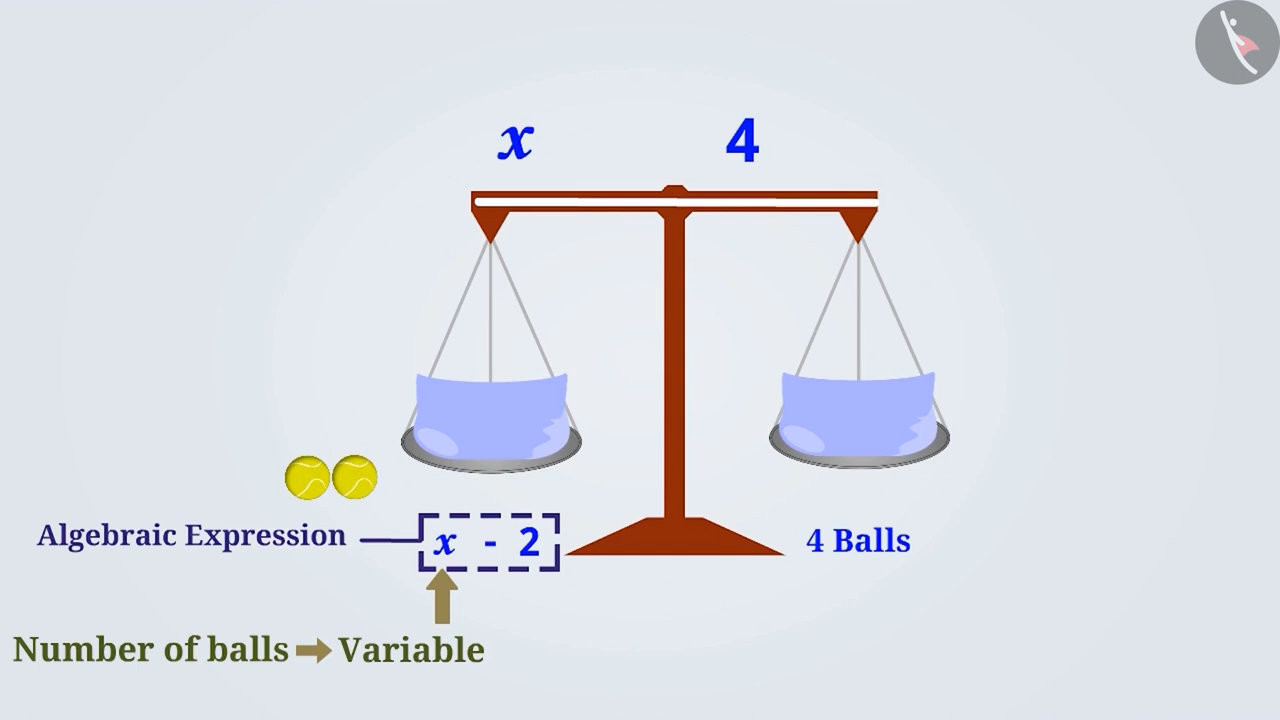 x 4
Algebraic Expression x - 2 4 Balls
Number of balls Variable